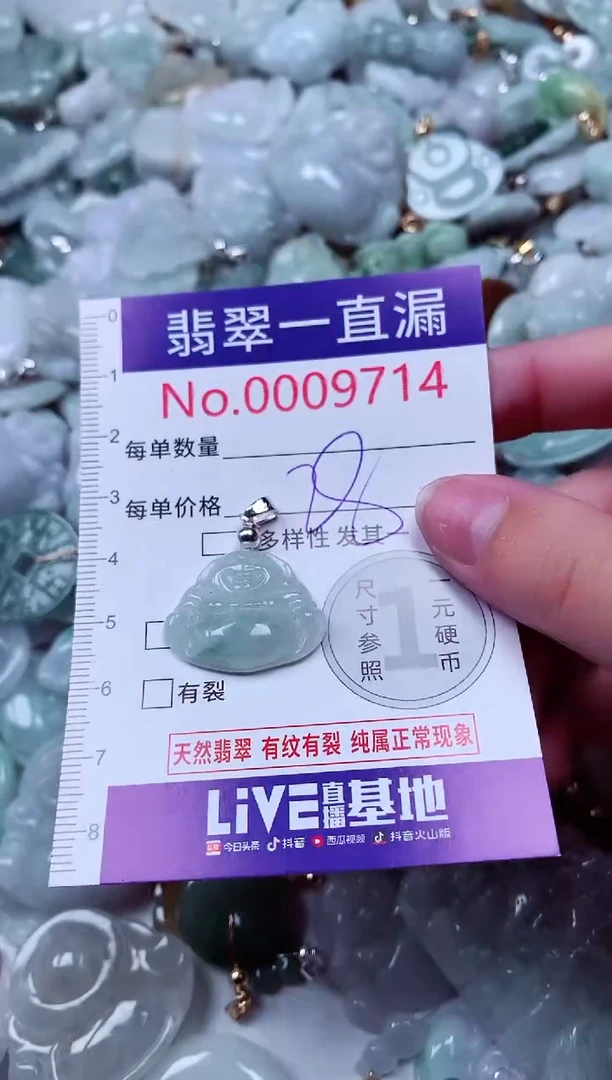 0
翡翠一直漏
1
No.0009714
2
每单数量
3
每单价格
多样性 发其一
4
尺寸参照
1
一元硬币
5
6
有裂
7
天然翡翠 有纹有裂 纯属正常现象
LiVE直播基地
8
头条 今日头条 抖音 西瓜视频 抖音火山版